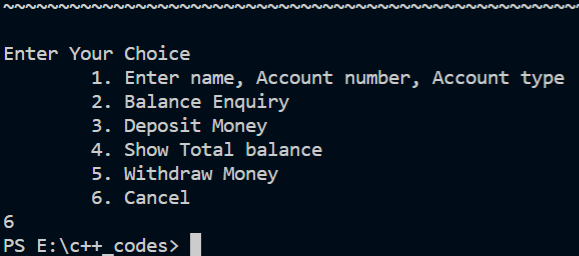 ~~~~~~~~~~~~~~~~~~~~~~~~~~~~~~~~~~~~~~~~~~~~~~~~~~~~
Enter Your Choice
1. Enter name, Account number, Account type
2. Balance Enquiry
3. Deposit Money
4. Show Total balance
5. Withdraw Money
6. Cancel
6
PS E:\c++_codes>